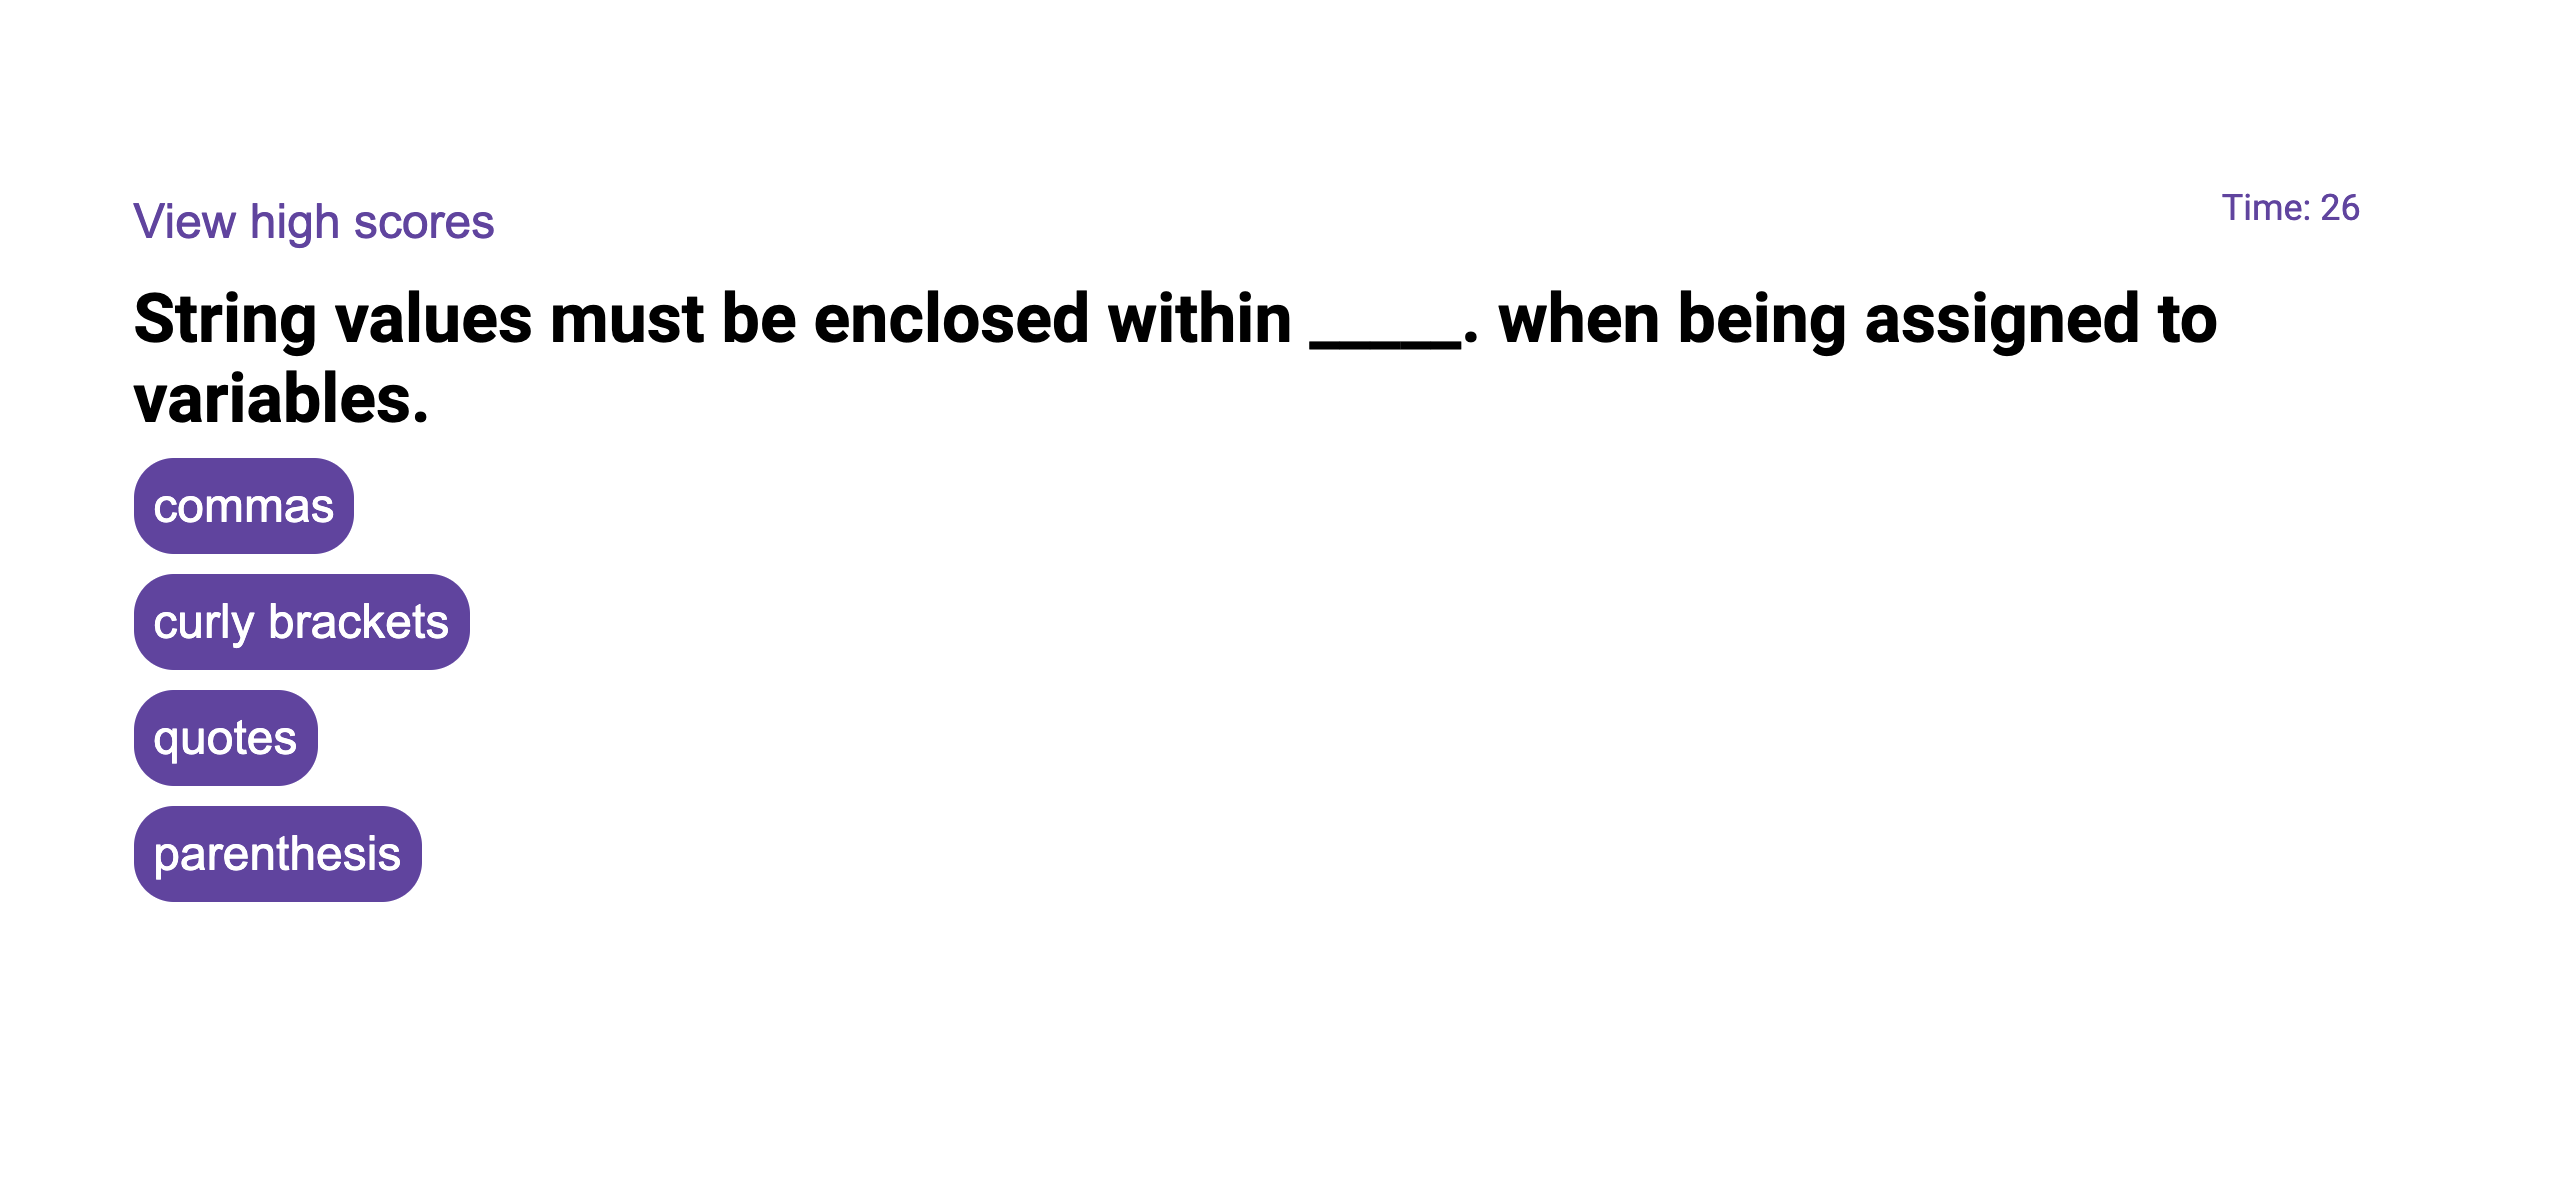 View high scores
Time: 26
String values must be enclosed within _____. when being assigned to
variables.
commas
curly brackets
quotes
parenthesis